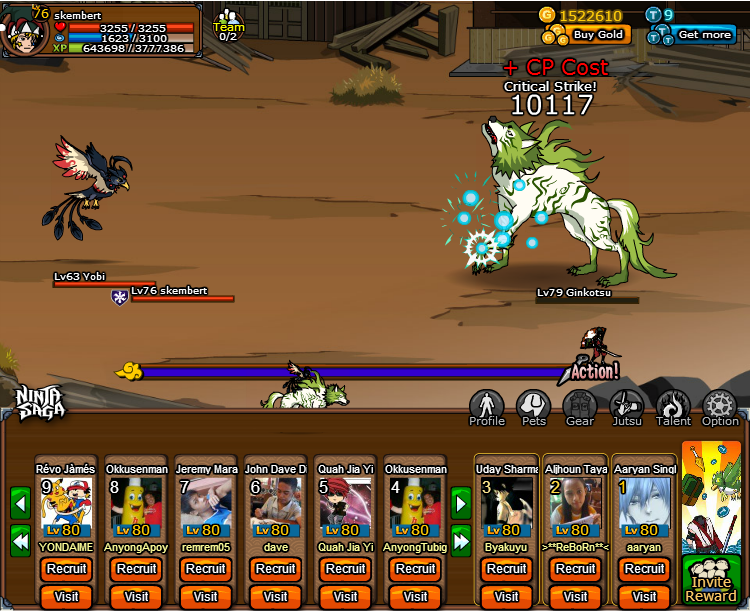 76 skembert
3255 / 3255
1623 / 3100
XP 643698 / 3777386
Team
0/2
G 1522610
Buy Gold
T 9
Get more
+ CP Cost
Critical Strike!
10117
Lv63 Yobi
Lv76 skembert
Lv79 Ginkotsu
Action!
NINJA
SAGA
Profile Pets Gear Jutsu Talent Option
Révo Jàmés Okkusenman Jeremy Mara John Dave D Quah Jia Yi Okkusenman Uday Sharma Aljhoun Taya Aaryan Singl
9 8 7 6 5 4 3 2 1
Lv 80 Lv 80 Lv 80 Lv 80 Lv 80 Lv 80 Lv 80 Lv 80 Lv 80
YONDAIME AnyongApoy remrem05 dave Quah Jia Yi AnyongTubig Byakuyu >**ReBoRn**< aaryan
Recruit Recruit Recruit Recruit Recruit Recruit Recruit Recruit Recruit
Visit Visit Visit Visit Visit Visit Visit Visit Visit
Invite
Reward